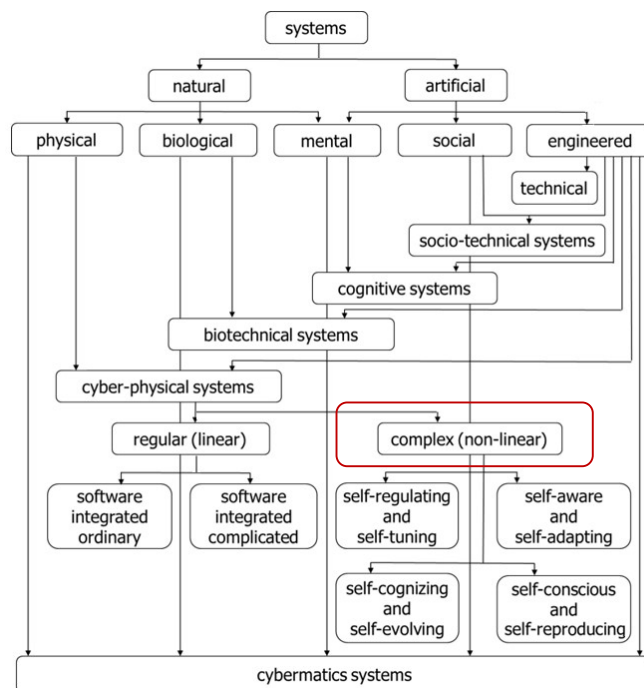 systems
natural
artificial
physical
biological
mental
social
engineered
technical
socio-technical systems
cognitive systems
biotechnical systems
cyber-physical systems
regular (linear)
complex (non-linear)
software
integrated
ordinary
software
integrated
complicated
self-regulating
and
self-tuning
self-aware
and
self-adapting
self-cognizing
and
self-evolving
self-conscious
and
self-reproducing
cybermatics systems